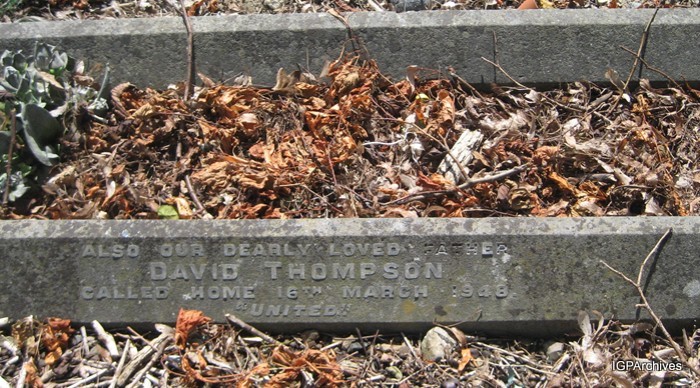 ALSO OUR DEARLY LOVED FATHER
DAVID THOMPSON
CALLED HOME 16TH MARCH 1948.
"UNITED."
IGPArchives